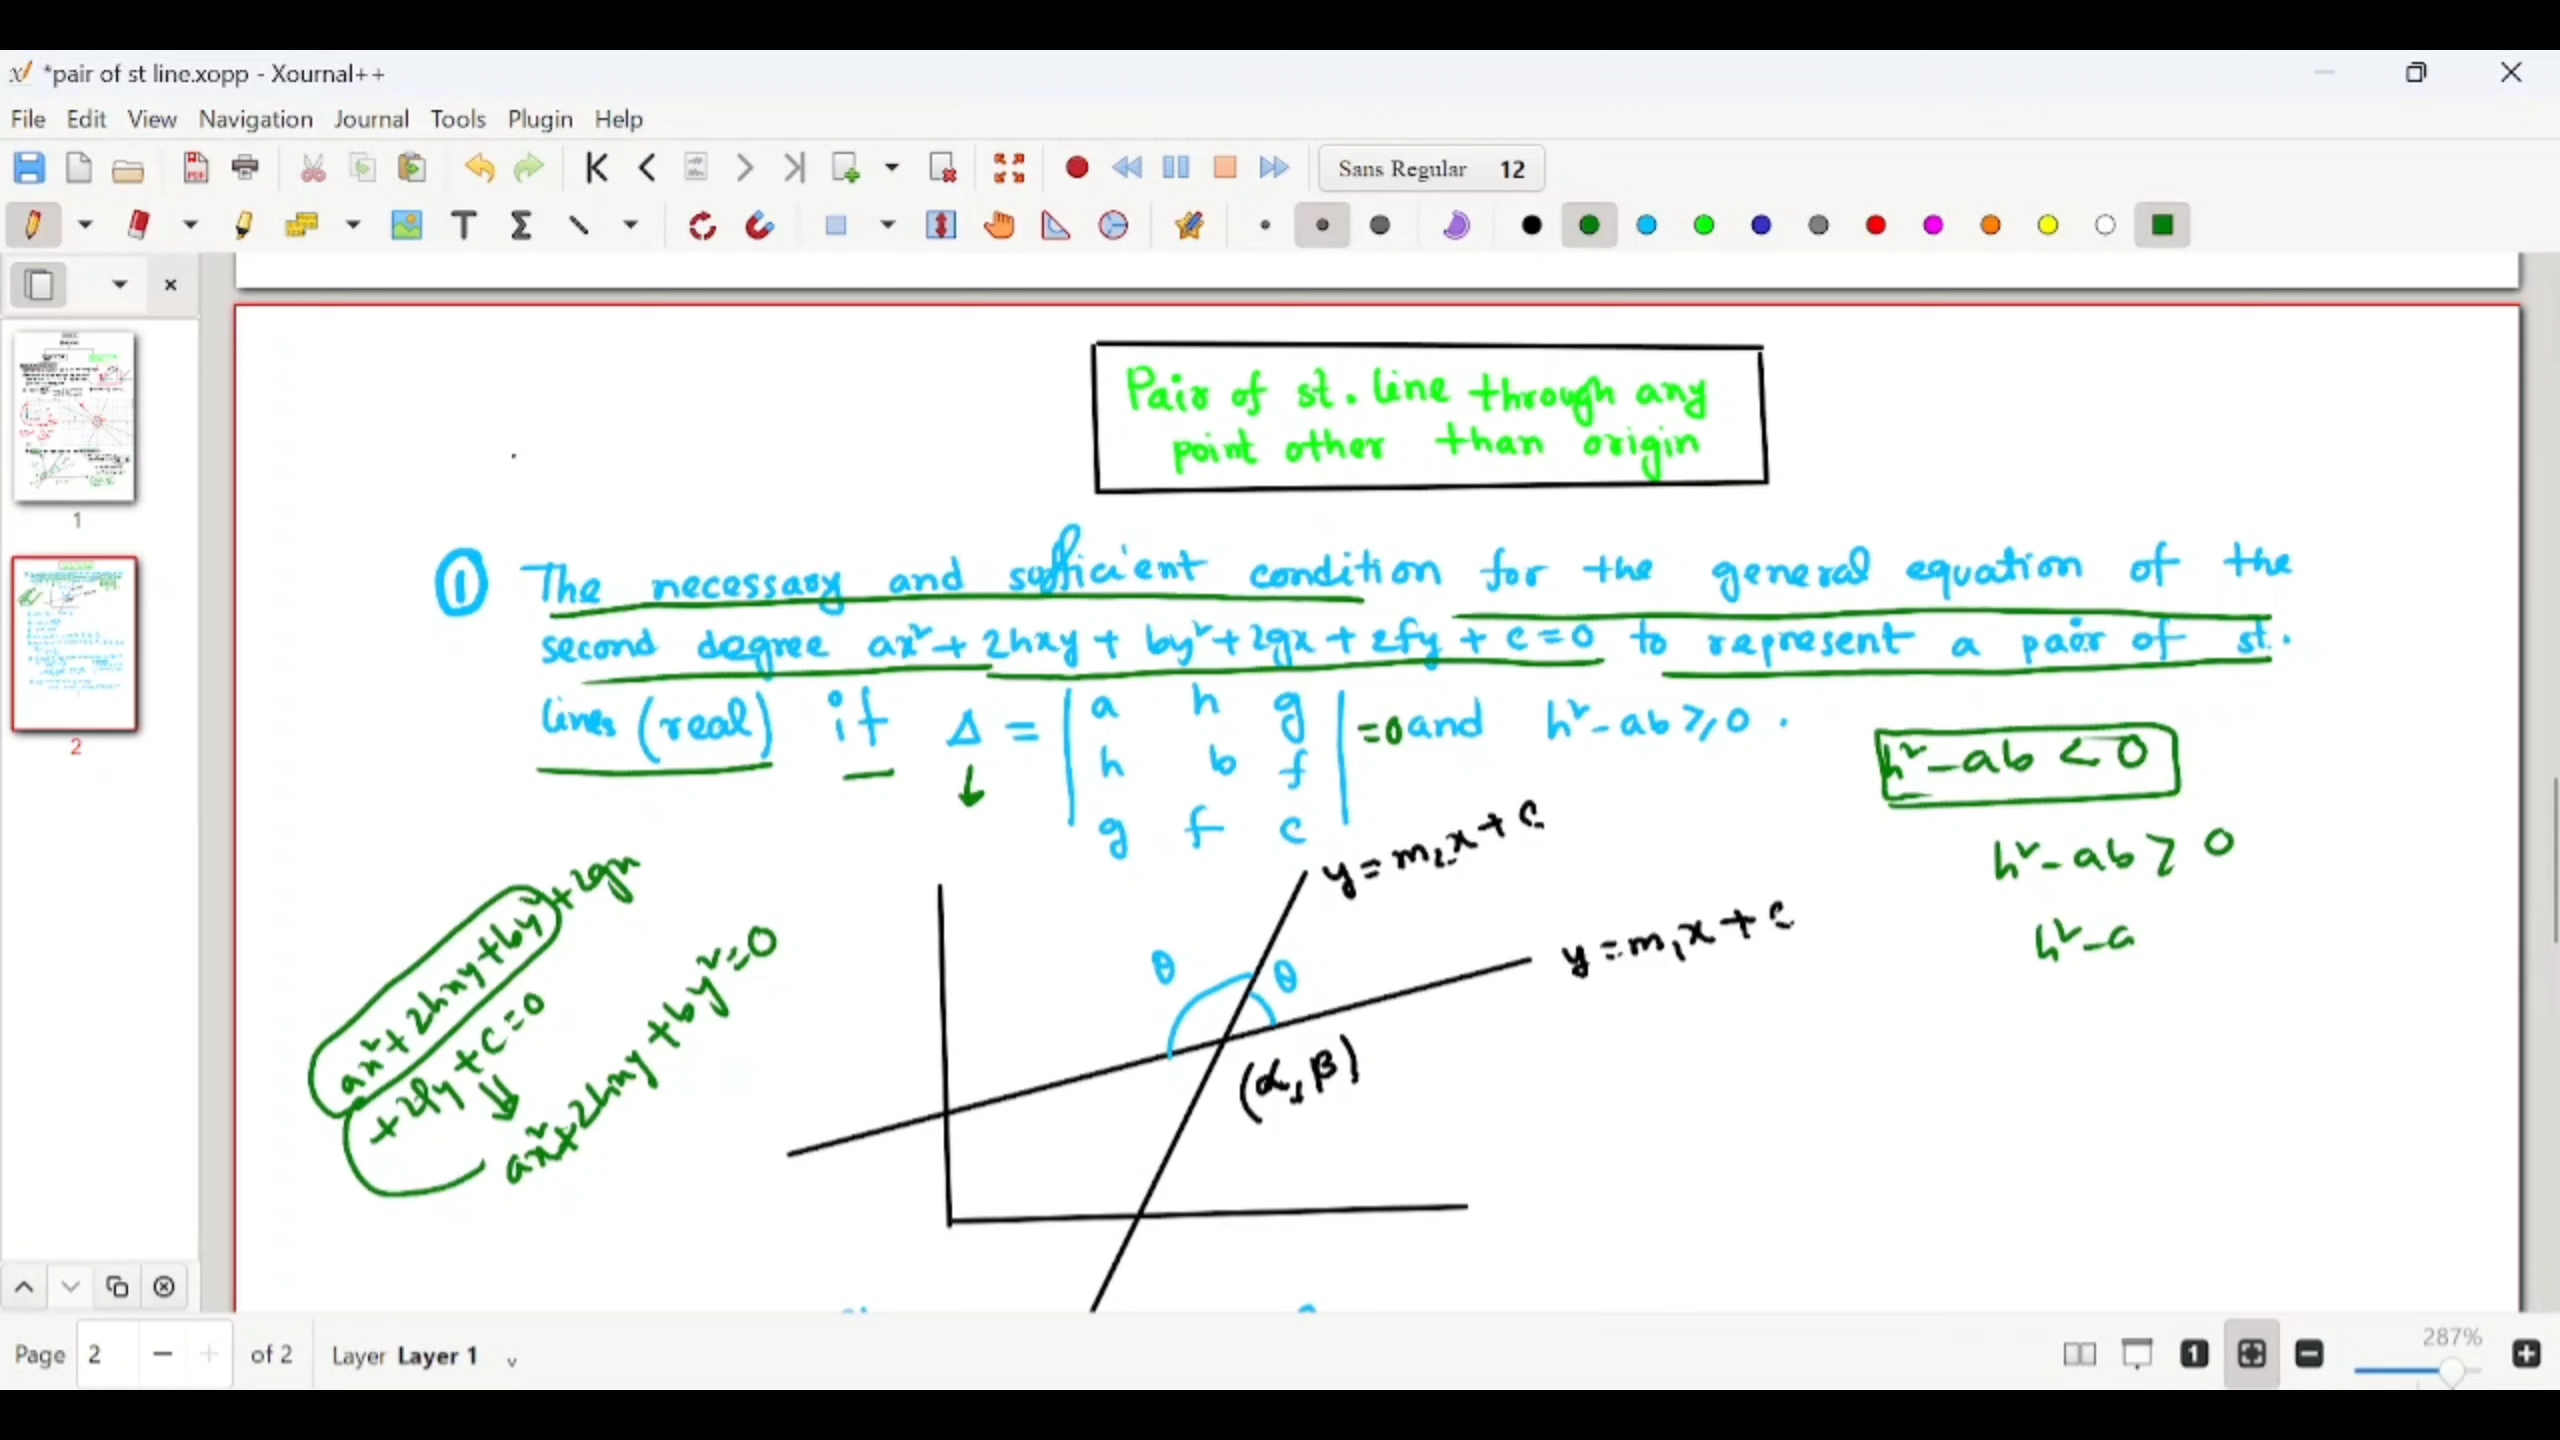 *pair of st line.xopp - Xournal++
File Edit View Navigation Journal Tools Plugin Help
Sans Regular 12
Pair of st. line through any
point other than origin
① The necessary and sufficient condition for the general equation of the
second degree ax²+2hxy+by²+2gx+2fy+c=0 to represent a pair of st.
lines (real) if Δ = | a h g | =0 and h²-ab⩾0.
h b f
g f c
h²-ab<0
h²-ab⩾0
h²-a
ax²+2hxy+by²+2gx
+2fy+c=0
⇓
ax²+2hxy+by²=0
y=m₂x+c
y=m₁x+c
θ θ
(α,β)
1
2
Page 2 of 2 Layer Layer 1
287%